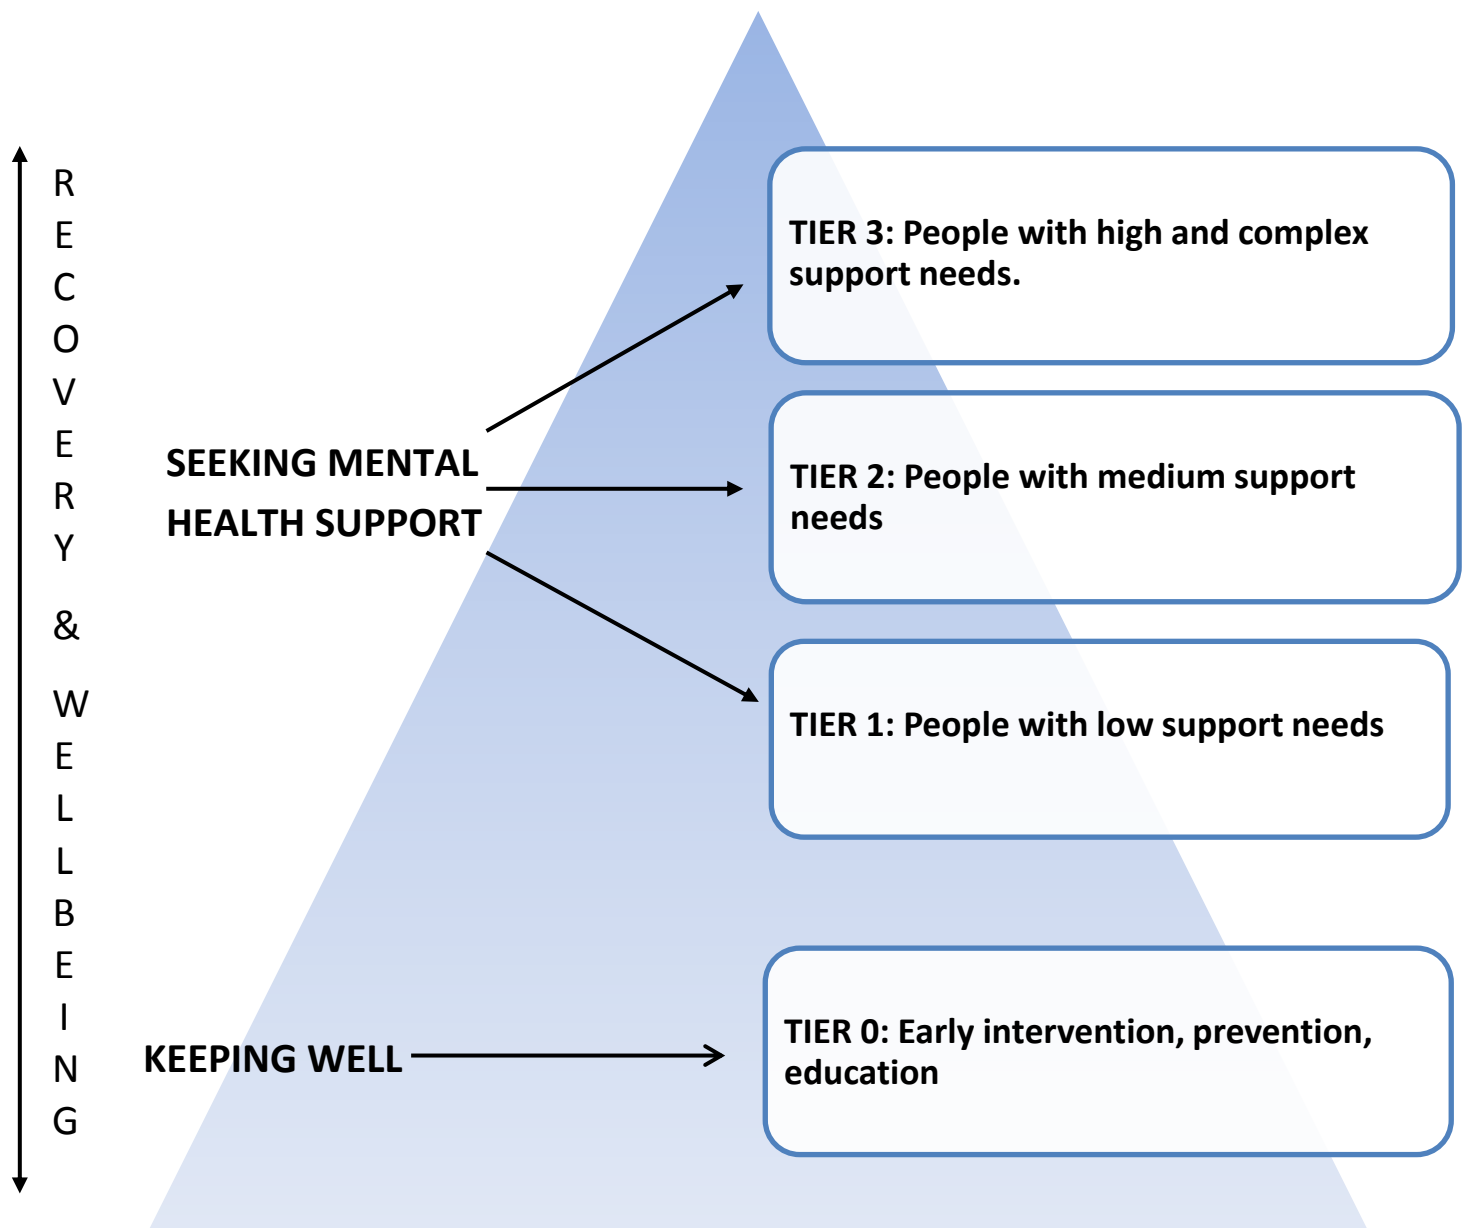 RECOVERY & WELLBEING
TIER 3: People with high and complex
support needs.
SEEKING MENTAL
HEALTH SUPPORT
TIER 2: People with medium support
needs
TIER 1: People with low support needs
KEEPING WELL
TIER 0: Early intervention, prevention,
education